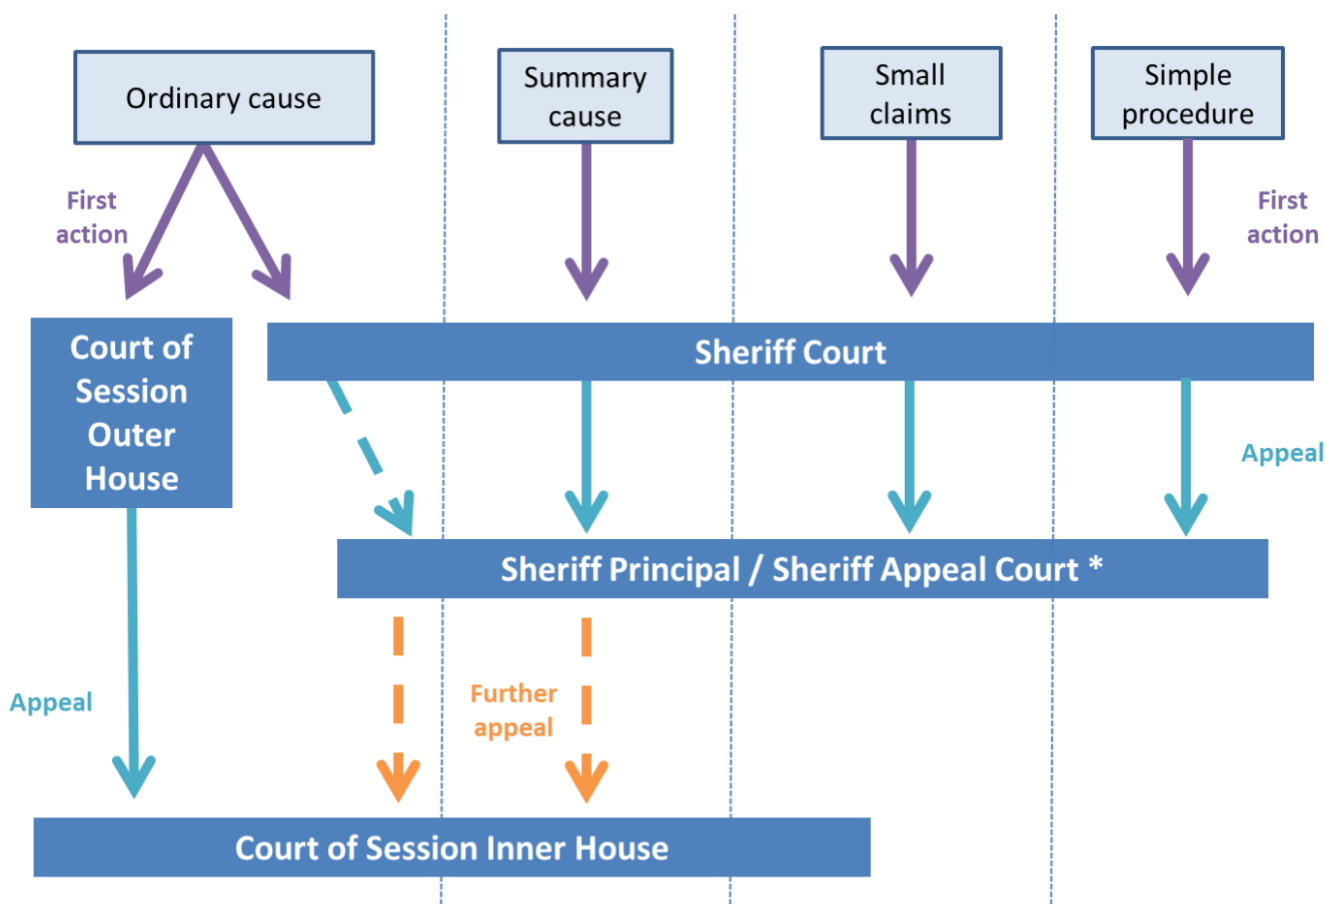 Ordinary cause
Summary
cause
Small
claims
Simple
procedure
First
action
First
action
Court of
Session
Outer
House
Sheriff Court
Appeal
Sheriff Principal / Sheriff Appeal Court *
Appeal
Further
appeal
Court of Session Inner House